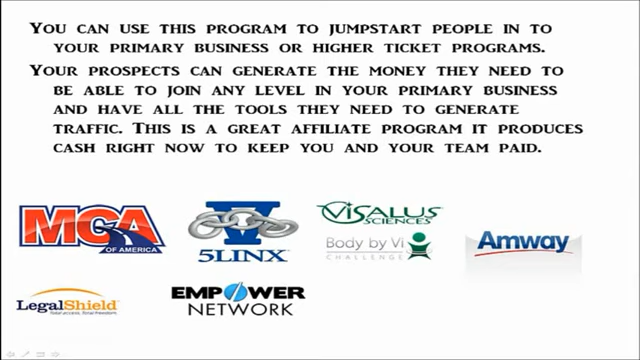 You can use this program to jumpstart people in to
your primary business or higher ticket programs.
Your prospects can generate the money they need to
be able to join any level in your primary business
and have all the tools they need to generate
traffic. This is a great affiliate program it produces
cash right now to keep you and your team paid.
MCA
OF AMERICA
5LINX
ViSALUS
SCIENCES
Body by Vi
CHALLENGE
Amway
LegalShield
EMPOWER
NETWORK